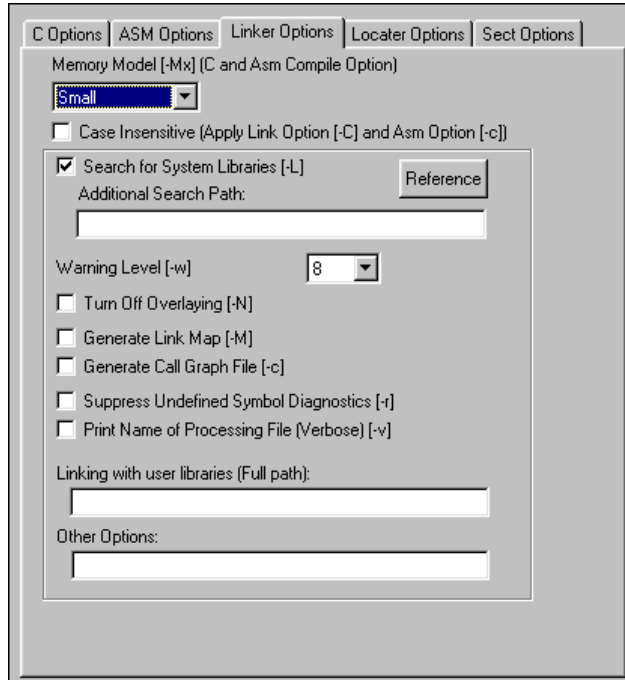 C Options ASM Options Linker Options Locater Options Sect Options
Memory Model [-Mx] (C and Asm Compile Option)
Small
Case Insensitive (Apply Link Option [-C] and Asm Option [-c])
Search for System Libraries [-L]
Reference
Additional Search Path:
Warning Level [-w] 8
Turn Off Overlaying [-N]
Generate Link Map [-M]
Generate Call Graph File [-c]
Suppress Undefined Symbol Diagnostics [-r]
Print Name of Processing File (Verbose) [-v]
Linking with user libraries (Full path):
Other Options: